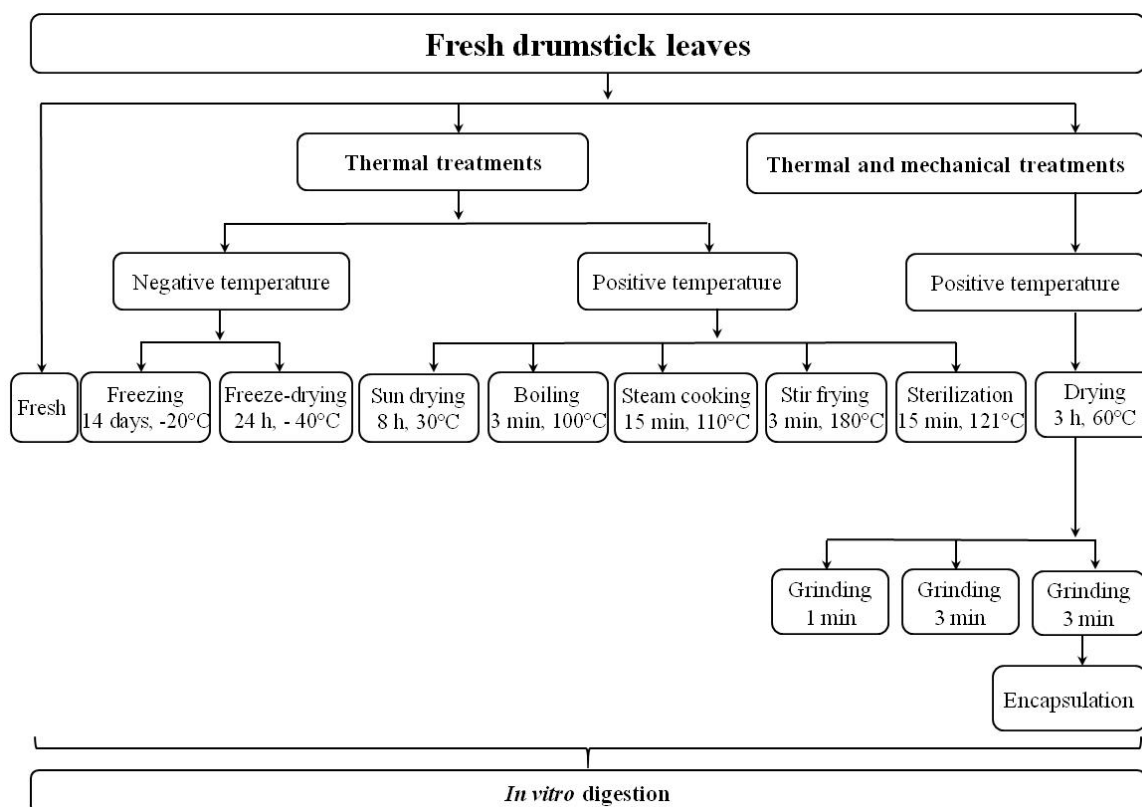 Fresh drumstick leaves
Thermal treatments
Thermal and mechanical treatments
Negative temperature
Positive temperature
Positive temperature
Fresh
Freezing
14 days, -20°C
Freeze-drying
24 h, - 40°C
Sun drying
8 h, 30°C
Boiling
3 min, 100°C
Steam cooking
15 min, 110°C
Stir frying
3 min, 180°C
Sterilization
15 min, 121°C
Drying
3 h, 60°C
Grinding
1 min
Grinding
3 min
Grinding
3 min
Encapsulation
In vitro digestion